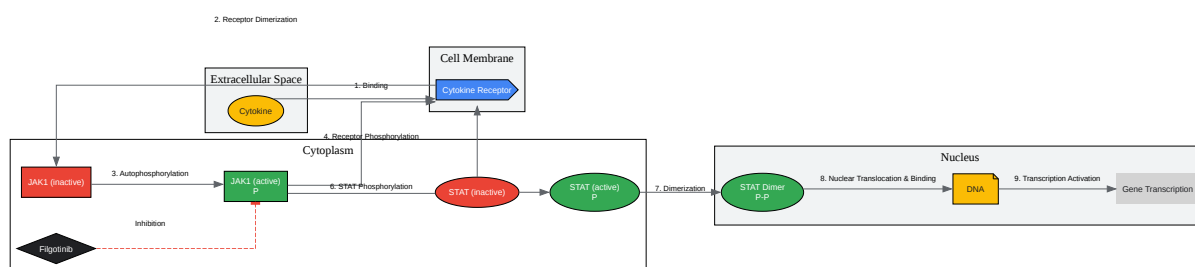 2. Receptor Dimerization
Cell Membrane
Extracellular Space
1. Binding
Cytokine Receptor
Cytokine
4. Receptor Phosphorylation
Cytoplasm
Nucleus
3. Autophosphorylation
JAK1 (inactive)
JAK1 (active)
P
6. STAT Phosphorylation
STAT (inactive)
STAT (active)
P
7. Dimerization
STAT Dimer
P-P
8. Nuclear Translocation & Binding
DNA
9. Transcription Activation
Gene Transcription
Inhibition
Filgotinib